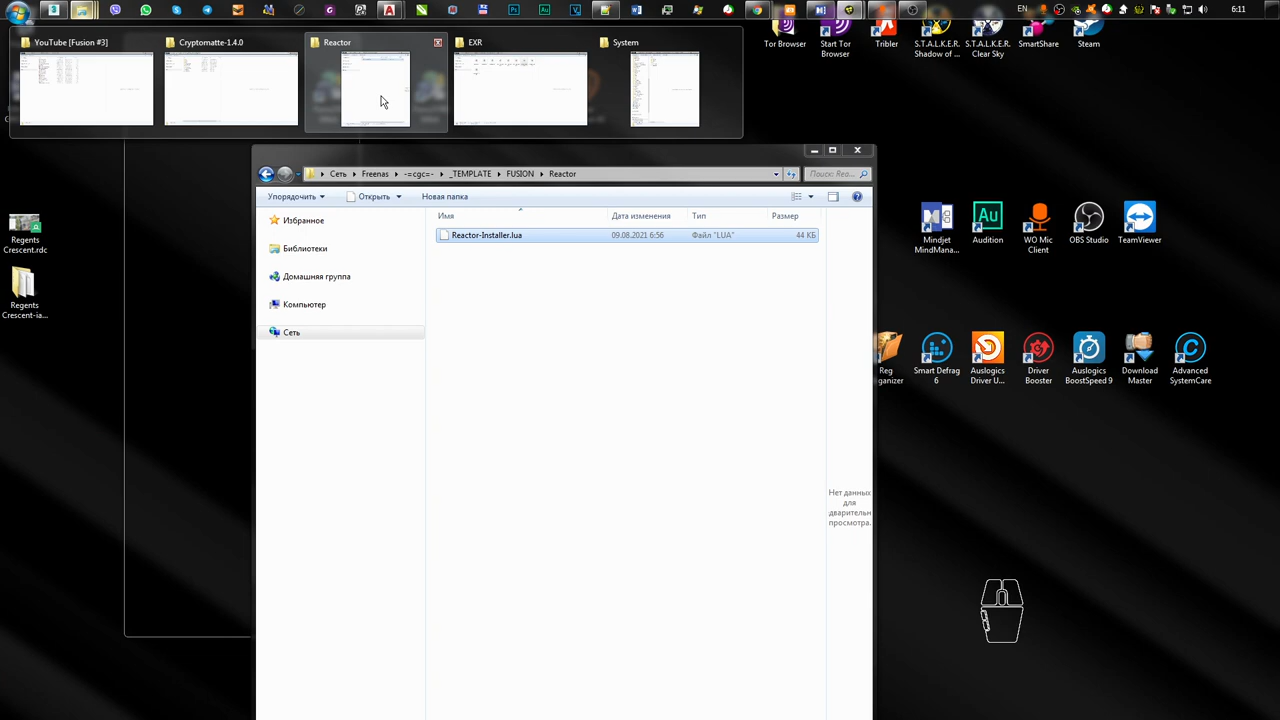 EN
6:11
YouTube [Fusion #3]
Cryptomatte-1.4.0
Reactor
EXR
System
Tor Browser
Start Tor
Browser
Tribler
S.T.A.L.K.E.R.
Shadow of ...
S.T.A.L.K.E.R.
Clear Sky
SmartShare
Steam
Сеть
Freenas
-=cgc=-
_TEMPLATE
FUSION
Reactor
Поиск: Rea...
Упорядочить
Открыть
Новая папка
Имя
Дата изменения
Тип
Размер
Reactor-Installer.lua
09.08.2021 6:56
Файл "LUA"
44 КБ
Избранное
Библиотеки
Домашняя группа
Компьютер
Сеть
Нет данных
для
дварительн
просмотра.
Regents
Crescent.rdc
Regents
Crescent-ia...
Mindjet
MindMana...
Audition
WO Mic
Client
OBS Studio
TeamViewer
Reg
rganizer
Smart Defrag
6
Auslogics
Driver U...
Driver
Booster
Auslogics
BoostSpeed 9
Download
Master
Advanced
SystemCare